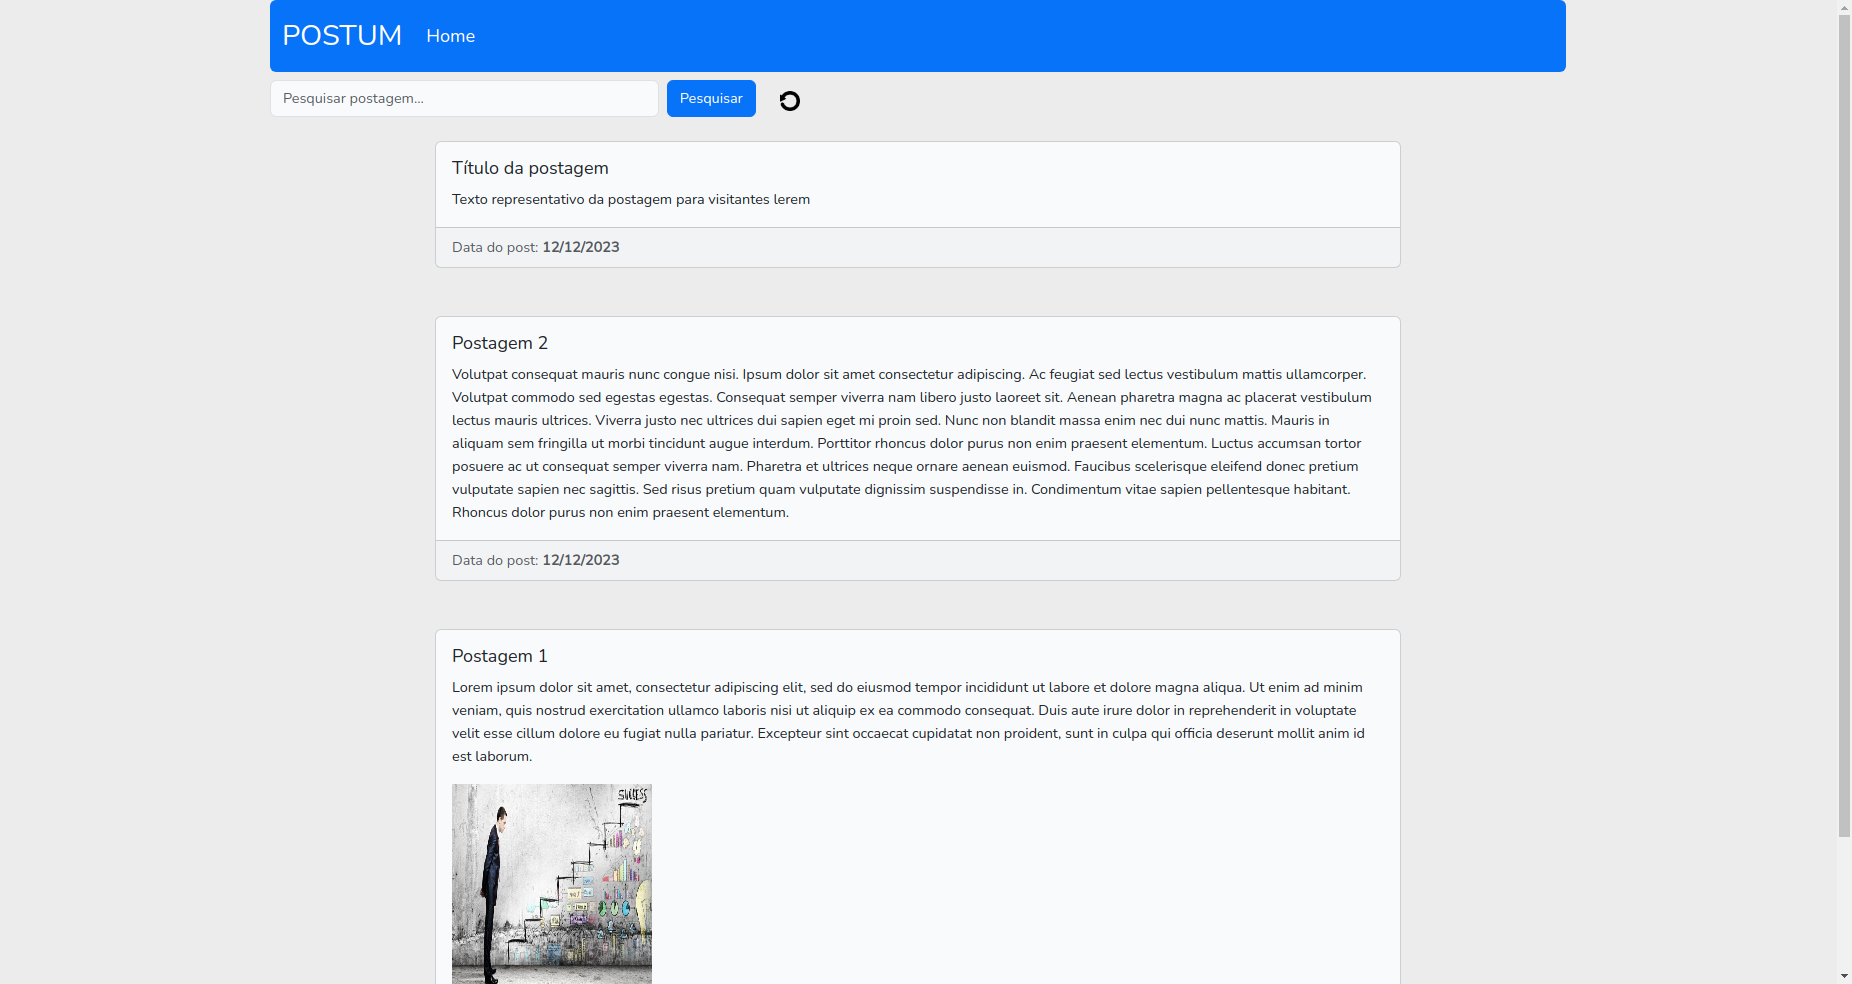 POSTUM Home
Pesquisar postagem...
Pesquisar
Título da postagem
Texto representativo da postagem para visitantes lerem
Data do post: 12/12/2023
Postagem 2
Volutpat consequat mauris nunc congue nisi. Ipsum dolor sit amet consectetur adipiscing. Ac feugiat sed lectus vestibulum mattis ullamcorper.
Volutpat commodo sed egestas egestas. Consequat semper viverra nam libero justo laoreet sit. Aenean pharetra magna ac placerat vestibulum
lectus mauris ultrices. Viverra justo nec ultrices dui sapien eget mi proin sed. Nunc non blandit massa enim nec dui nunc mattis. Mauris in
aliquam sem fringilla ut morbi tincidunt augue interdum. Porttitor rhoncus dolor purus non enim praesent elementum. Luctus accumsan tortor
posuere ac ut consequat semper viverra nam. Pharetra et ultrices neque ornare aenean euismod. Faucibus scelerisque eleifend donec pretium
vulputate sapien nec sagittis. Sed risus pretium quam vulputate dignissim suspendisse in. Condimentum vitae sapien pellentesque habitant.
Rhoncus dolor purus non enim praesent elementum.
Data do post: 12/12/2023
Postagem 1
Lorem ipsum dolor sit amet, consectetur adipiscing elit, sed do eiusmod tempor incididunt ut labore et dolore magna aliqua. Ut enim ad minim
veniam, quis nostrud exercitation ullamco laboris nisi ut aliquip ex ea commodo consequat. Duis aute irure dolor in reprehenderit in voluptate
velit esse cillum dolore eu fugiat nulla pariatur. Excepteur sint occaecat cupidatat non proident, sunt in culpa qui officia deserunt mollit anim id
est laborum.
SUCCESS